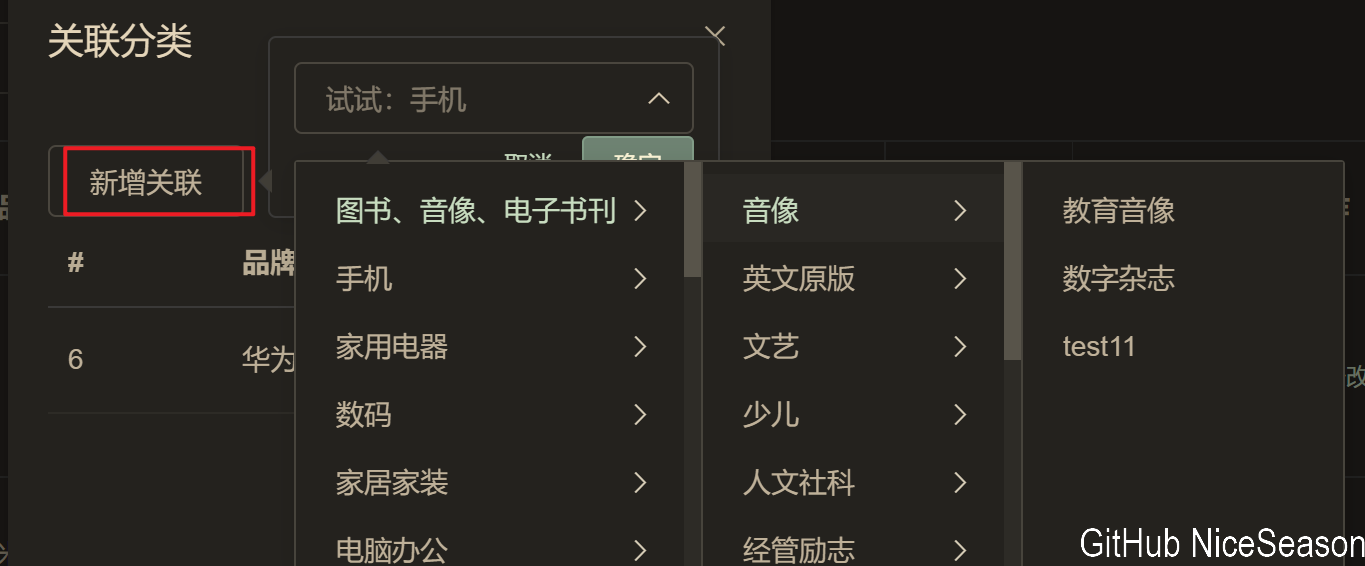 关联分类
试试：手机
取消
确定
新增关联
#
品牌
6
华为
图书、音像、电子书刊
手机
家用电器
数码
家居家装
电脑办公
音像
英文原版
文艺
少儿
人文社科
经管励志
教育音像
数字杂志
test11
改
GitHub NiceSeason